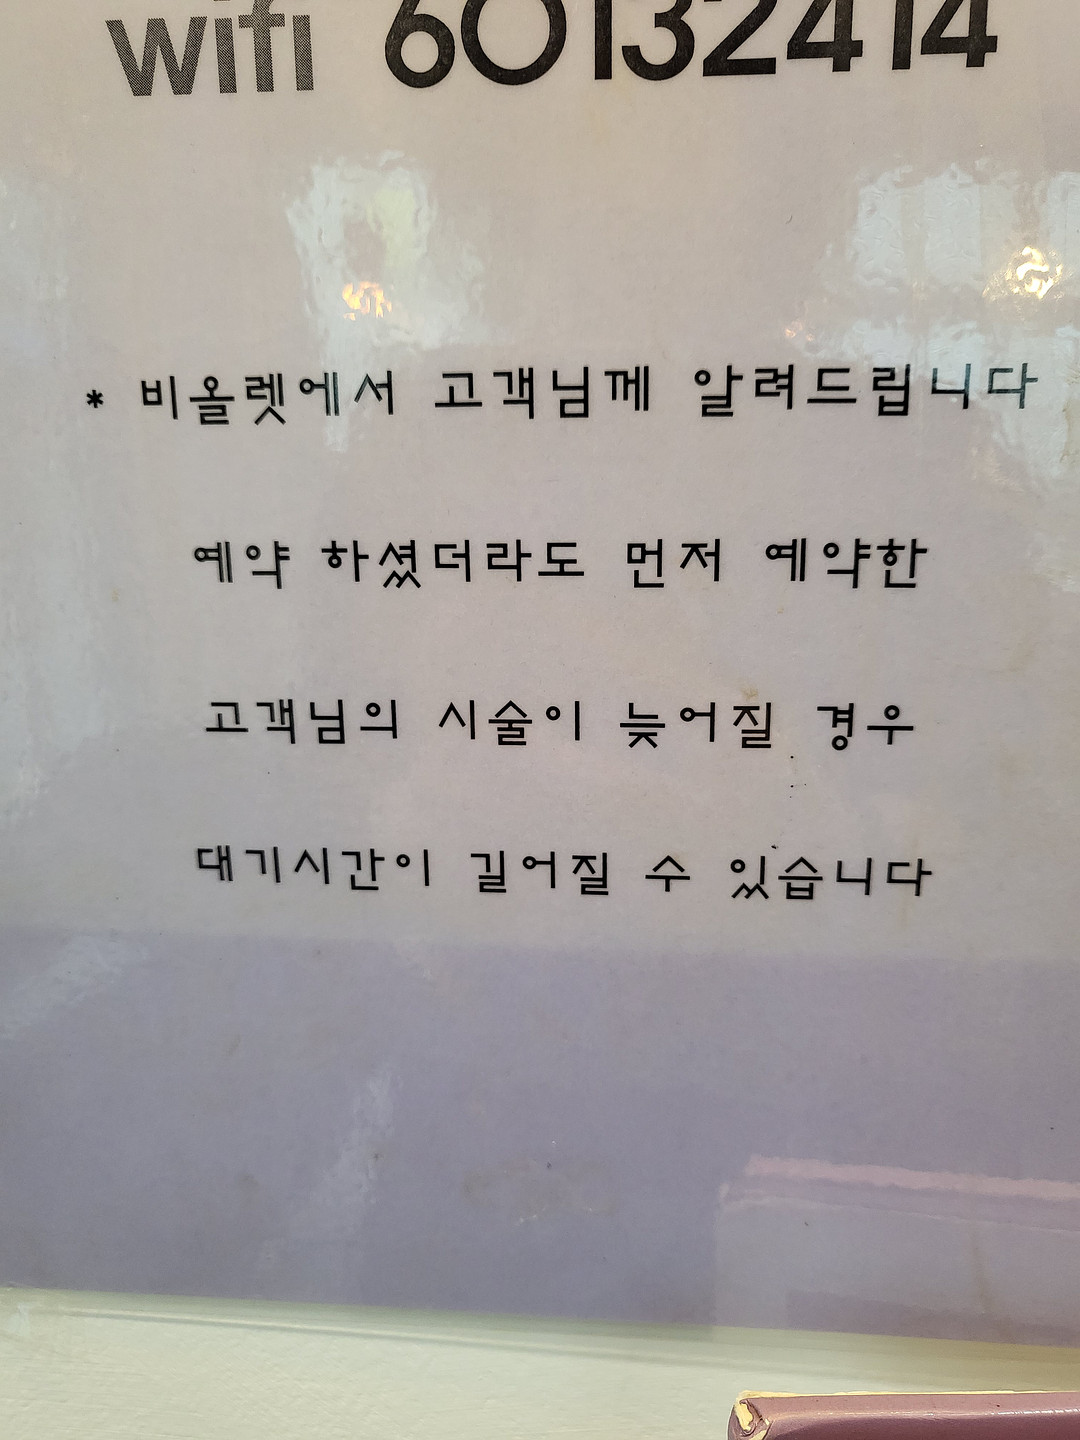 wifi 60132414
* 비올렛에서 고객님께 알려드립니다
예약 하셨더라도 먼저 예약한
고객님의 시술이 늦어질 경우
대기시간이 길어질 수 있습니다